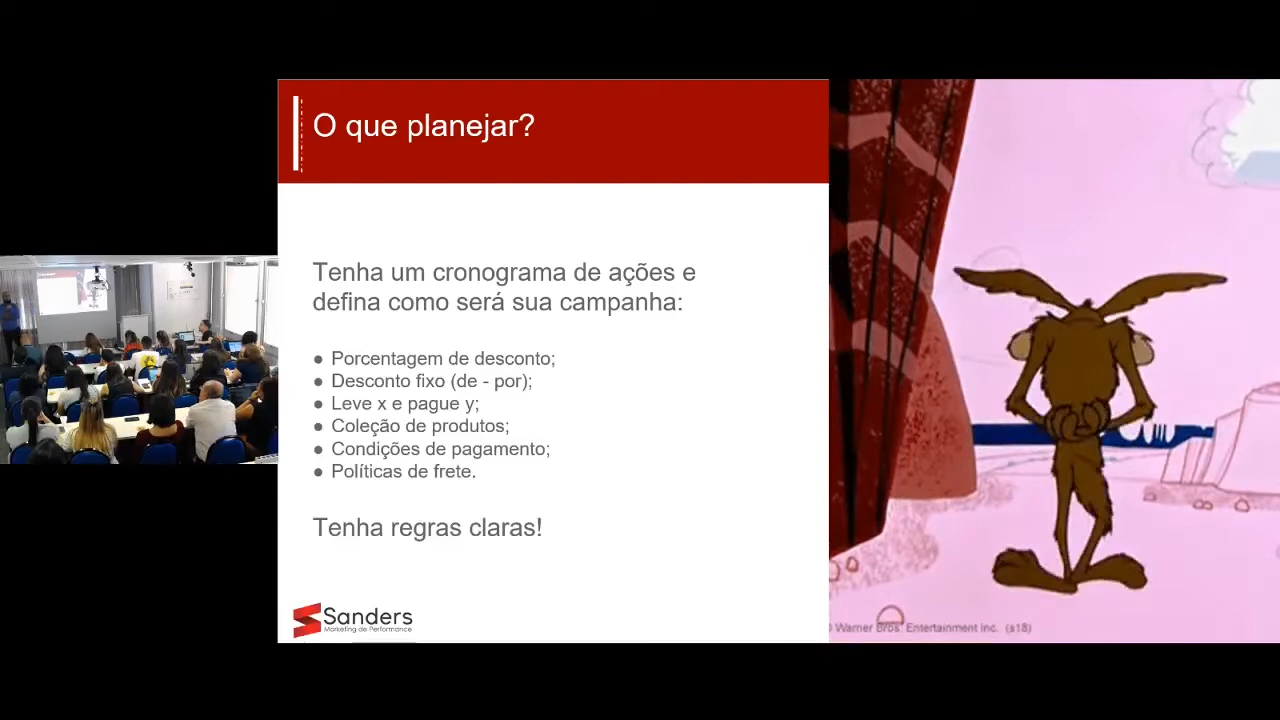 O que planejar?
Tenha um cronograma de ações e
defina como será sua campanha:
● Porcentagem de desconto;
● Desconto fixo (de - por);
● Leve x e pague y;
● Coleção de produtos;
● Condições de pagamento;
● Políticas de frete.
Tenha regras claras!
Sanders
Marketing de Performance
© Warner Bros. Entertainment Inc. (s18)